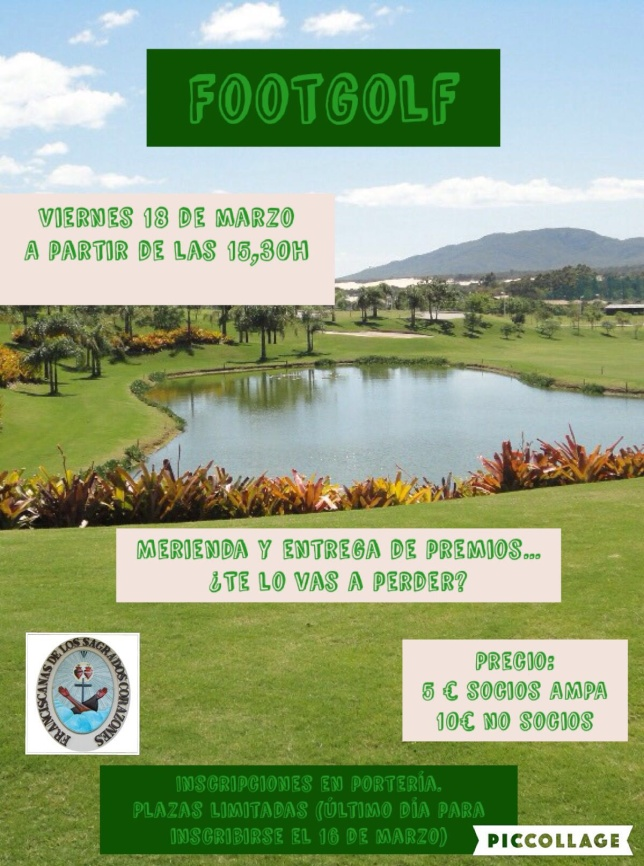 FOOTGOLF
VIERNES 18 DE MARZO
A PARTIR DE LAS 15,30H
MERIENDA Y ENTREGA DE PREMIOS...
¿TE LO VAS A PERDER?
FRANCISCANAS DE LOS SAGRADOS CORAZONES
PRECIO:
5 € SOCIOS AMPA
10€ NO SOCIOS
INSCRIPCIONES EN PORTERÍA.
PLAZAS LIMITADAS (ÚLTIMO DÍA PARA
INSCRIBIRSE EL 16 DE MARZO)
PICCOLLAGE